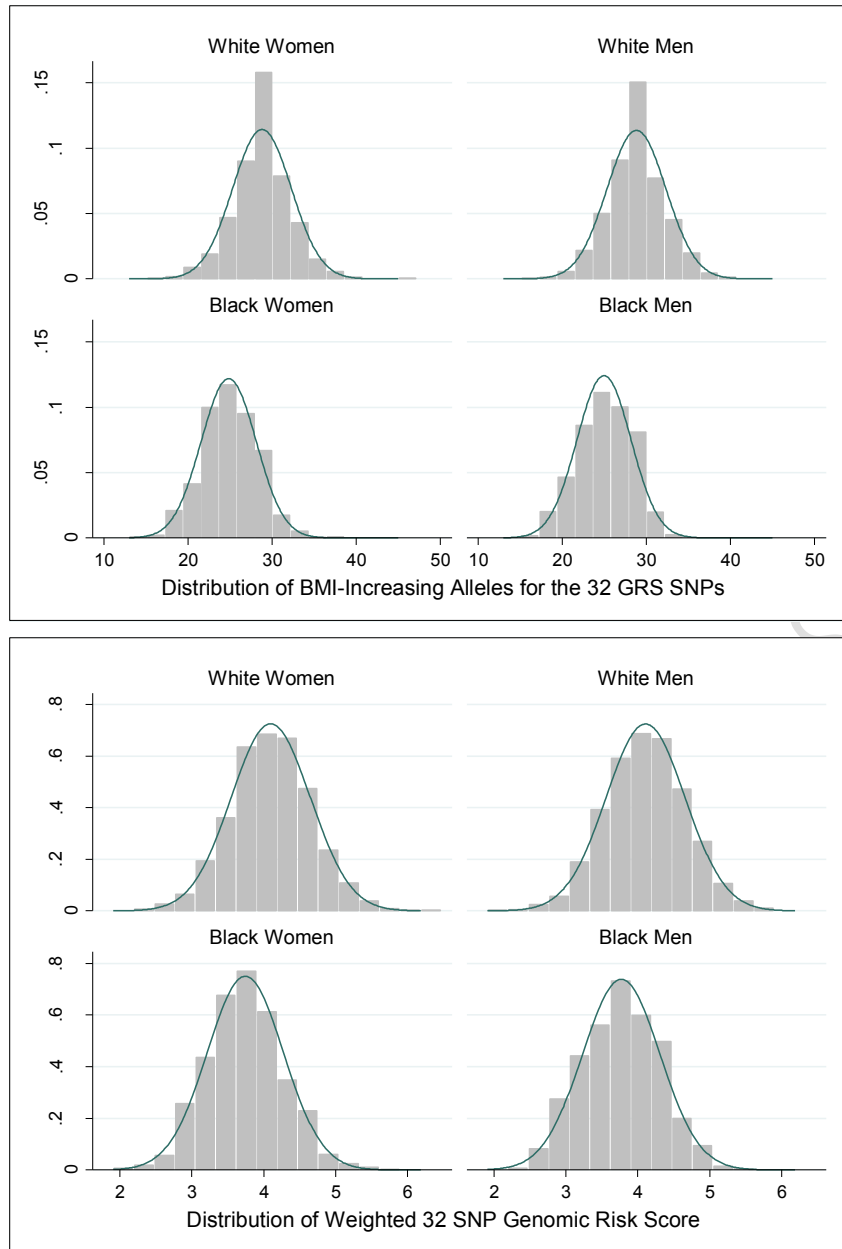 White Women White Men
.15
.1
.05
0
Black Women Black Men
.15
.1
.05
0
10 20 30 40 50 10 20 30 40 50
Distribution of BMI-Increasing Alleles for the 32 GRS SNPs
White Women White Men
.8
.6
.4
.2
0
Black Women Black Men
.8
.6
.4
.2
0
2 3 4 5 6 2 3 4 5 6
Distribution of Weighted 32 SNP Genomic Risk Score